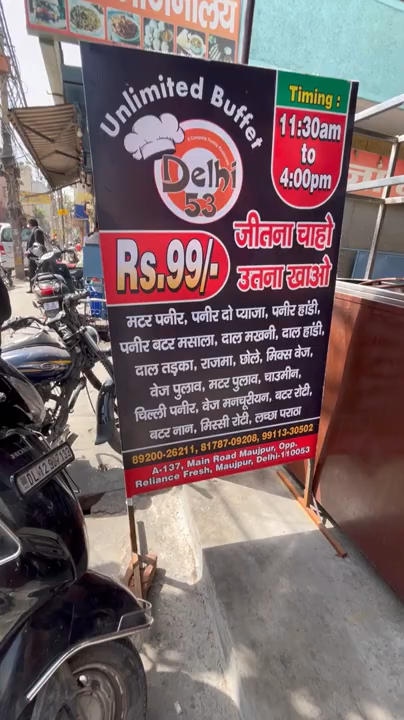 Unlimited Buffet
Delhi
53
Timing :
11:30am
to
4:00pm
Rs.99/-
जीतना चाहो
उतना खाओ
मटर पनीर, पनीर दो प्याजा, पनीर हांडी,
पनीर बटर मसाला, दाल मखनी, दाल हांडी,
दाल तड़का, राजमा, छोले, मिक्स वेज,
वेज पुलाव, मटर पुलाव, चाउमीन,
चिल्ली पनीर, वेज मनचूरीयन, बटर रोटी,
बटर नान, मिस्सी रोटी, लच्छा पराठा
89200-26211, 81787-09208, 99113-30502
A-137, Main Road Maujpur, Opp.
Reliance Fresh, Maujpur, Delhi-110053